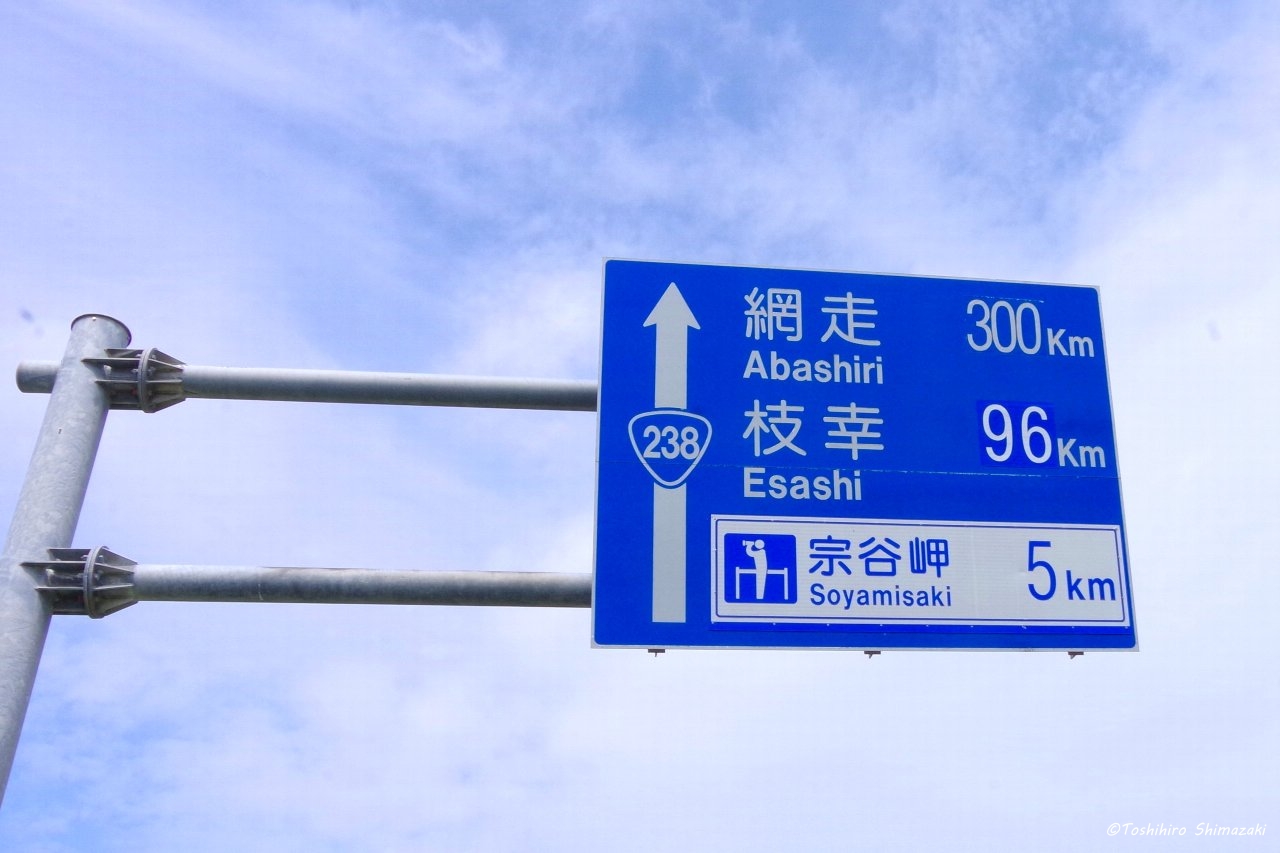 網走 300Km
Abashiri
238
枝幸 96Km
Esashi
宗谷岬 5km
Soyamisaki
©Toshihiro Shimazaki